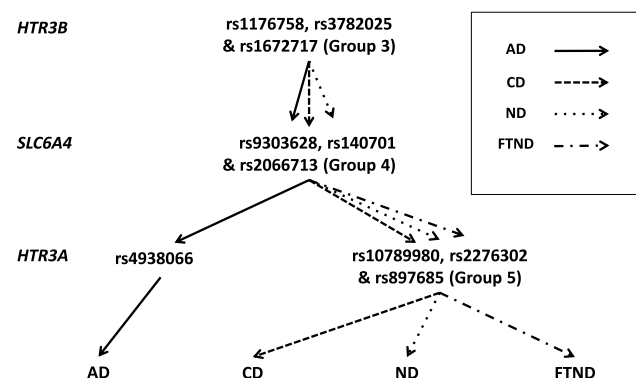 HTR3B
rs1176758, rs3782025
& rs1672717 (Group 3)
AD
CD
ND
FTND
SLC6A4
rs9303628, rs140701
& rs2066713 (Group 4)
HTR3A
rs4938066
rs10789980, rs2276302
& rs897685 (Group 5)
AD
CD
ND
FTND